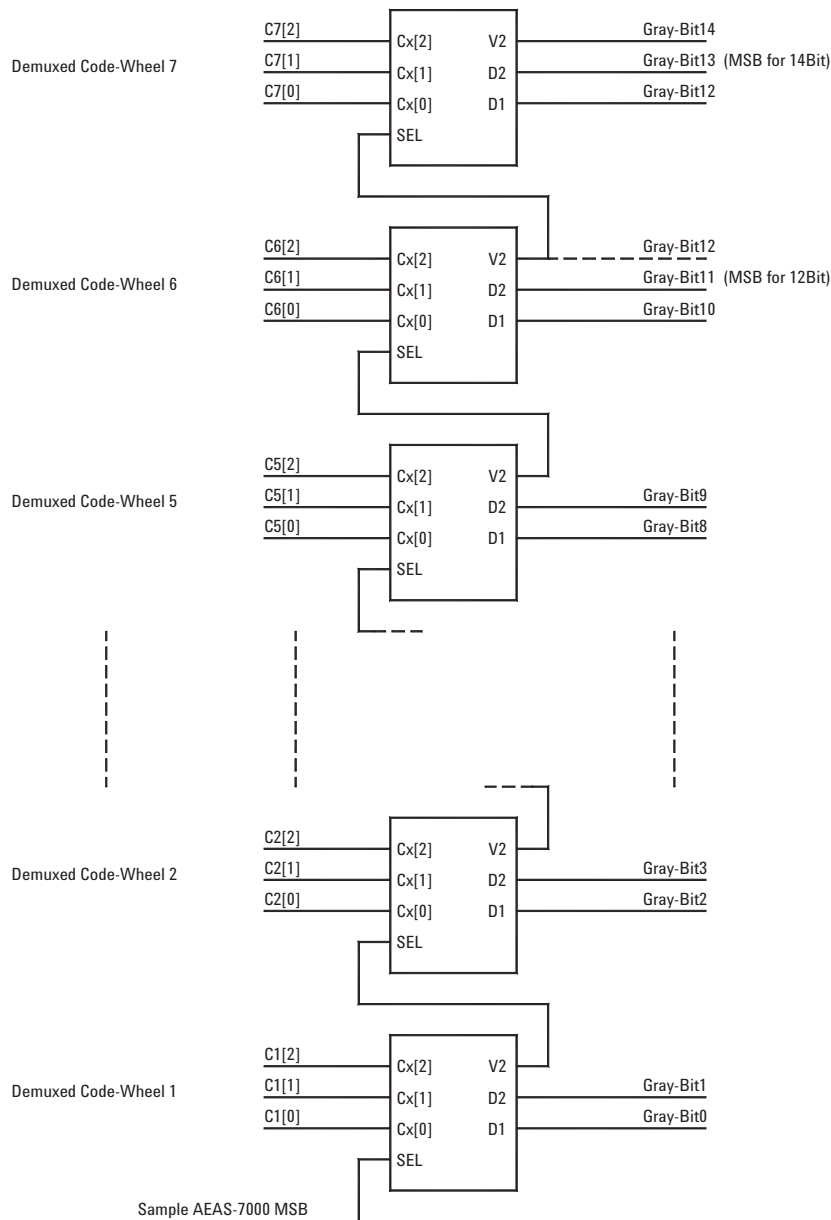 C7[2] Cx[2] V2 Gray-Bit14
Demuxed Code-Wheel 7 C7[1] Cx[1] D2 Gray-Bit13 (MSB for 14Bit)
C7[0] Cx[0] D1 Gray-Bit12
SEL
C6[2] Cx[2] V2 Gray-Bit12
Demuxed Code-Wheel 6 C6[1] Cx[1] D2 Gray-Bit11 (MSB for 12Bit)
C6[0] Cx[0] D1 Gray-Bit10
SEL
C5[2] Cx[2] V2
Demuxed Code-Wheel 5 C5[1] Cx[1] D2 Gray-Bit9
C5[0] Cx[0] D1 Gray-Bit8
SEL
C2[2] Cx[2] V2
Demuxed Code-Wheel 2 C2[1] Cx[1] D2 Gray-Bit3
C2[0] Cx[0] D1 Gray-Bit2
SEL
C1[2] Cx[2] V2
Demuxed Code-Wheel 1 C1[1] Cx[1] D2 Gray-Bit1
C1[0] Cx[0] D1 Gray-Bit0
SEL
Sample AEAS-7000 MSB